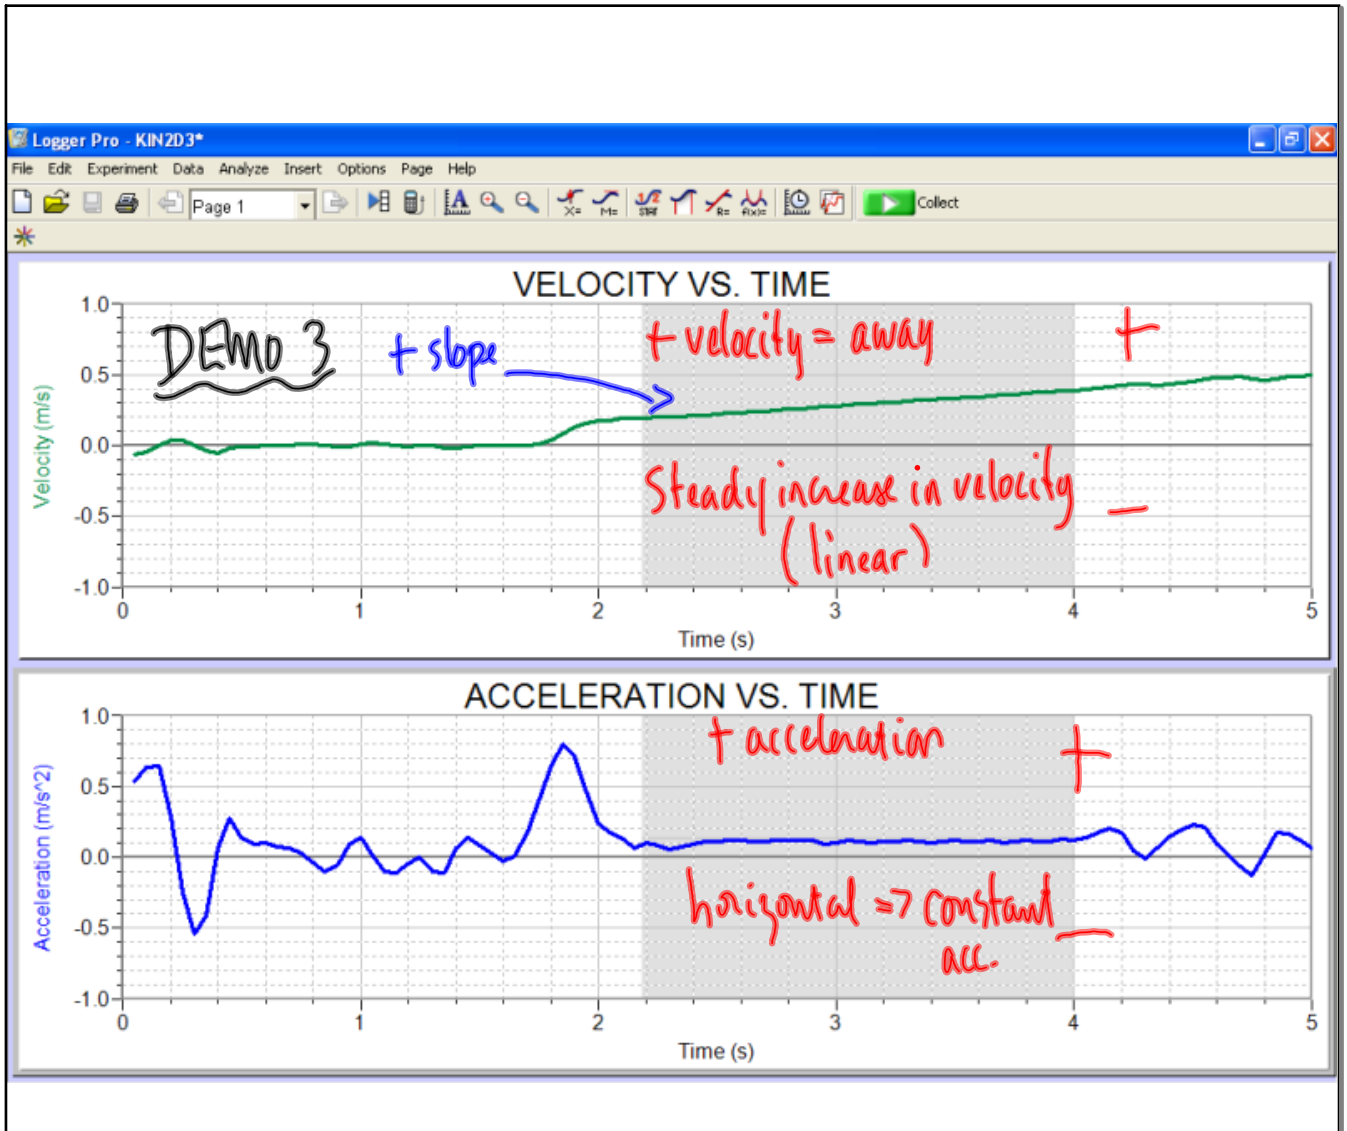 Logger Pro - KIN2D3*
File Edit Experiment Data Analyze Insert Options Page Help
Page 1
X= M= 1/2 STAT R= f(x)= Collect
VELOCITY VS. TIME
DEMO 3
+ slope
+ velocity = away
+
Steady increase in velocity
(linear)
–
Velocity (m/s)
1.0
0.5
0.0
-0.5
-1.0
0 1 2 3 4 5
Time (s)
ACCELERATION VS. TIME
+ acceleration
+
horizontal => constant
acc.
–
Acceleration (m/s^2)
1.0
0.5
0.0
-0.5
-1.0
0 1 2 3 4 5
Time (s)